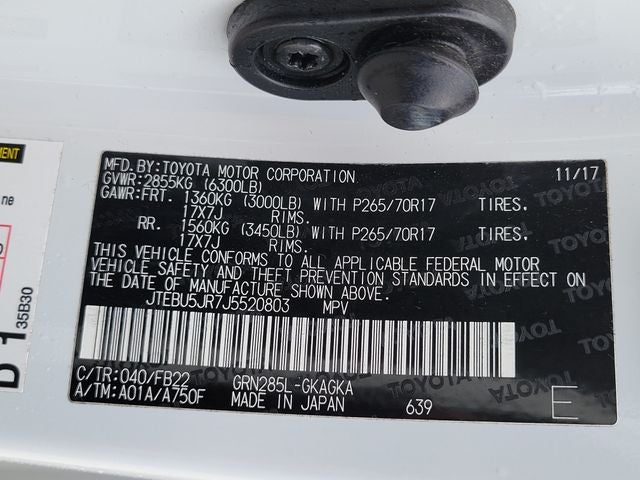 MENT
ne
35B30
MFD. BY: TOYOTA MOTOR CORPORATION 11/17
GVWR: 2855KG (6300LB)
GAWR: FRT. 1360KG (3000LB) WITH P265/70R17 TIRES.
17X7J RIMS.
RR. 1560KG (3450LB) WITH P265/70R17 TIRES.
17X7J RIMS.
THIS VEHICLE CONFORMS TO ALL APPLICABLE FEDERAL MOTOR
VEHICLE SAFETY AND THEFT PREVENTION STANDARDS IN EFFECT ON
THE DATE OF MANUFACTURE SHOWN ABOVE.
JTEBU5JR7J5520803 MPV
C/TR: 040/FB22 GRN285L-GKAGKA
A/TM: A01A/A750F MADE IN JAPAN 639 E